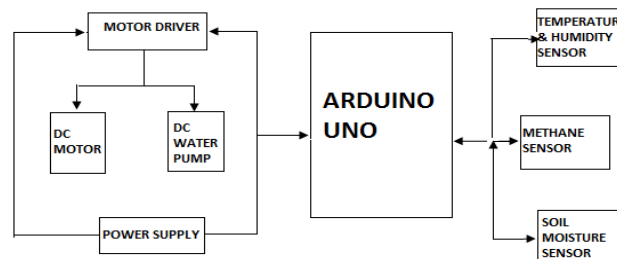 MOTOR DRIVER
DC
MOTOR
DC
WATER
PUMP
POWER SUPPLY
ARDUINO
UNO
TEMPERATUR
& HUMIDITY
SENSOR
METHANE
SENSOR
SOIL
MOISTURE
SENSOR